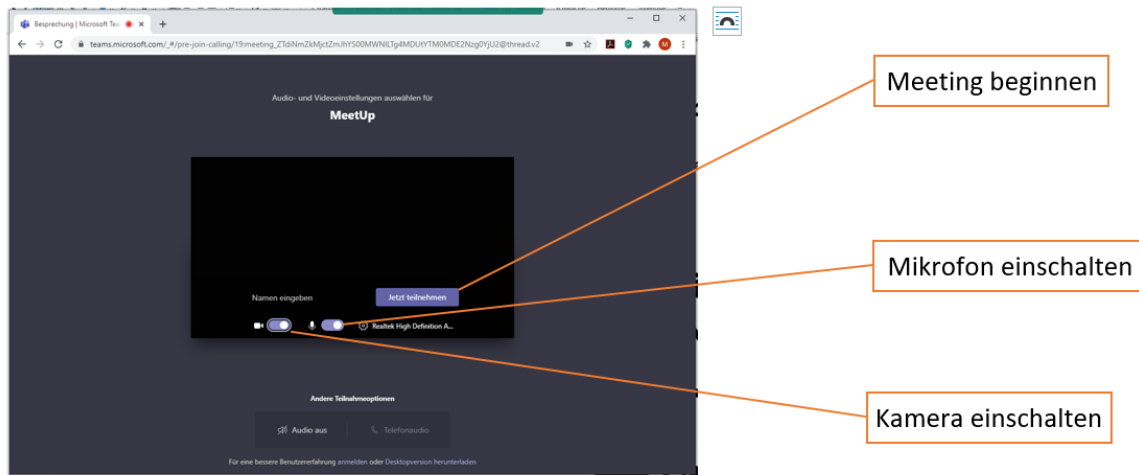 Besprechung | Microsoft Tea
teams.microsoft.com/_#/pre-join-calling/19:meeting_ZTdiNmZkMjctZmJhYS00MWNlLTg4MDUtYTM0MDE2Nzg0YjU2@thread.v2
M
Audio- und Videoeinstellungen auswählen für
MeetUp
Namen eingeben
Jetzt teilnehmen
Realtek High Definition A...
Andere Teilnahmeoptionen
Audio aus
Telefonaudio
Für eine bessere Benutzererfahrung anmelden oder Desktopversion herunterladen
Meeting beginnen
Mikrofon einschalten
Kamera einschalten